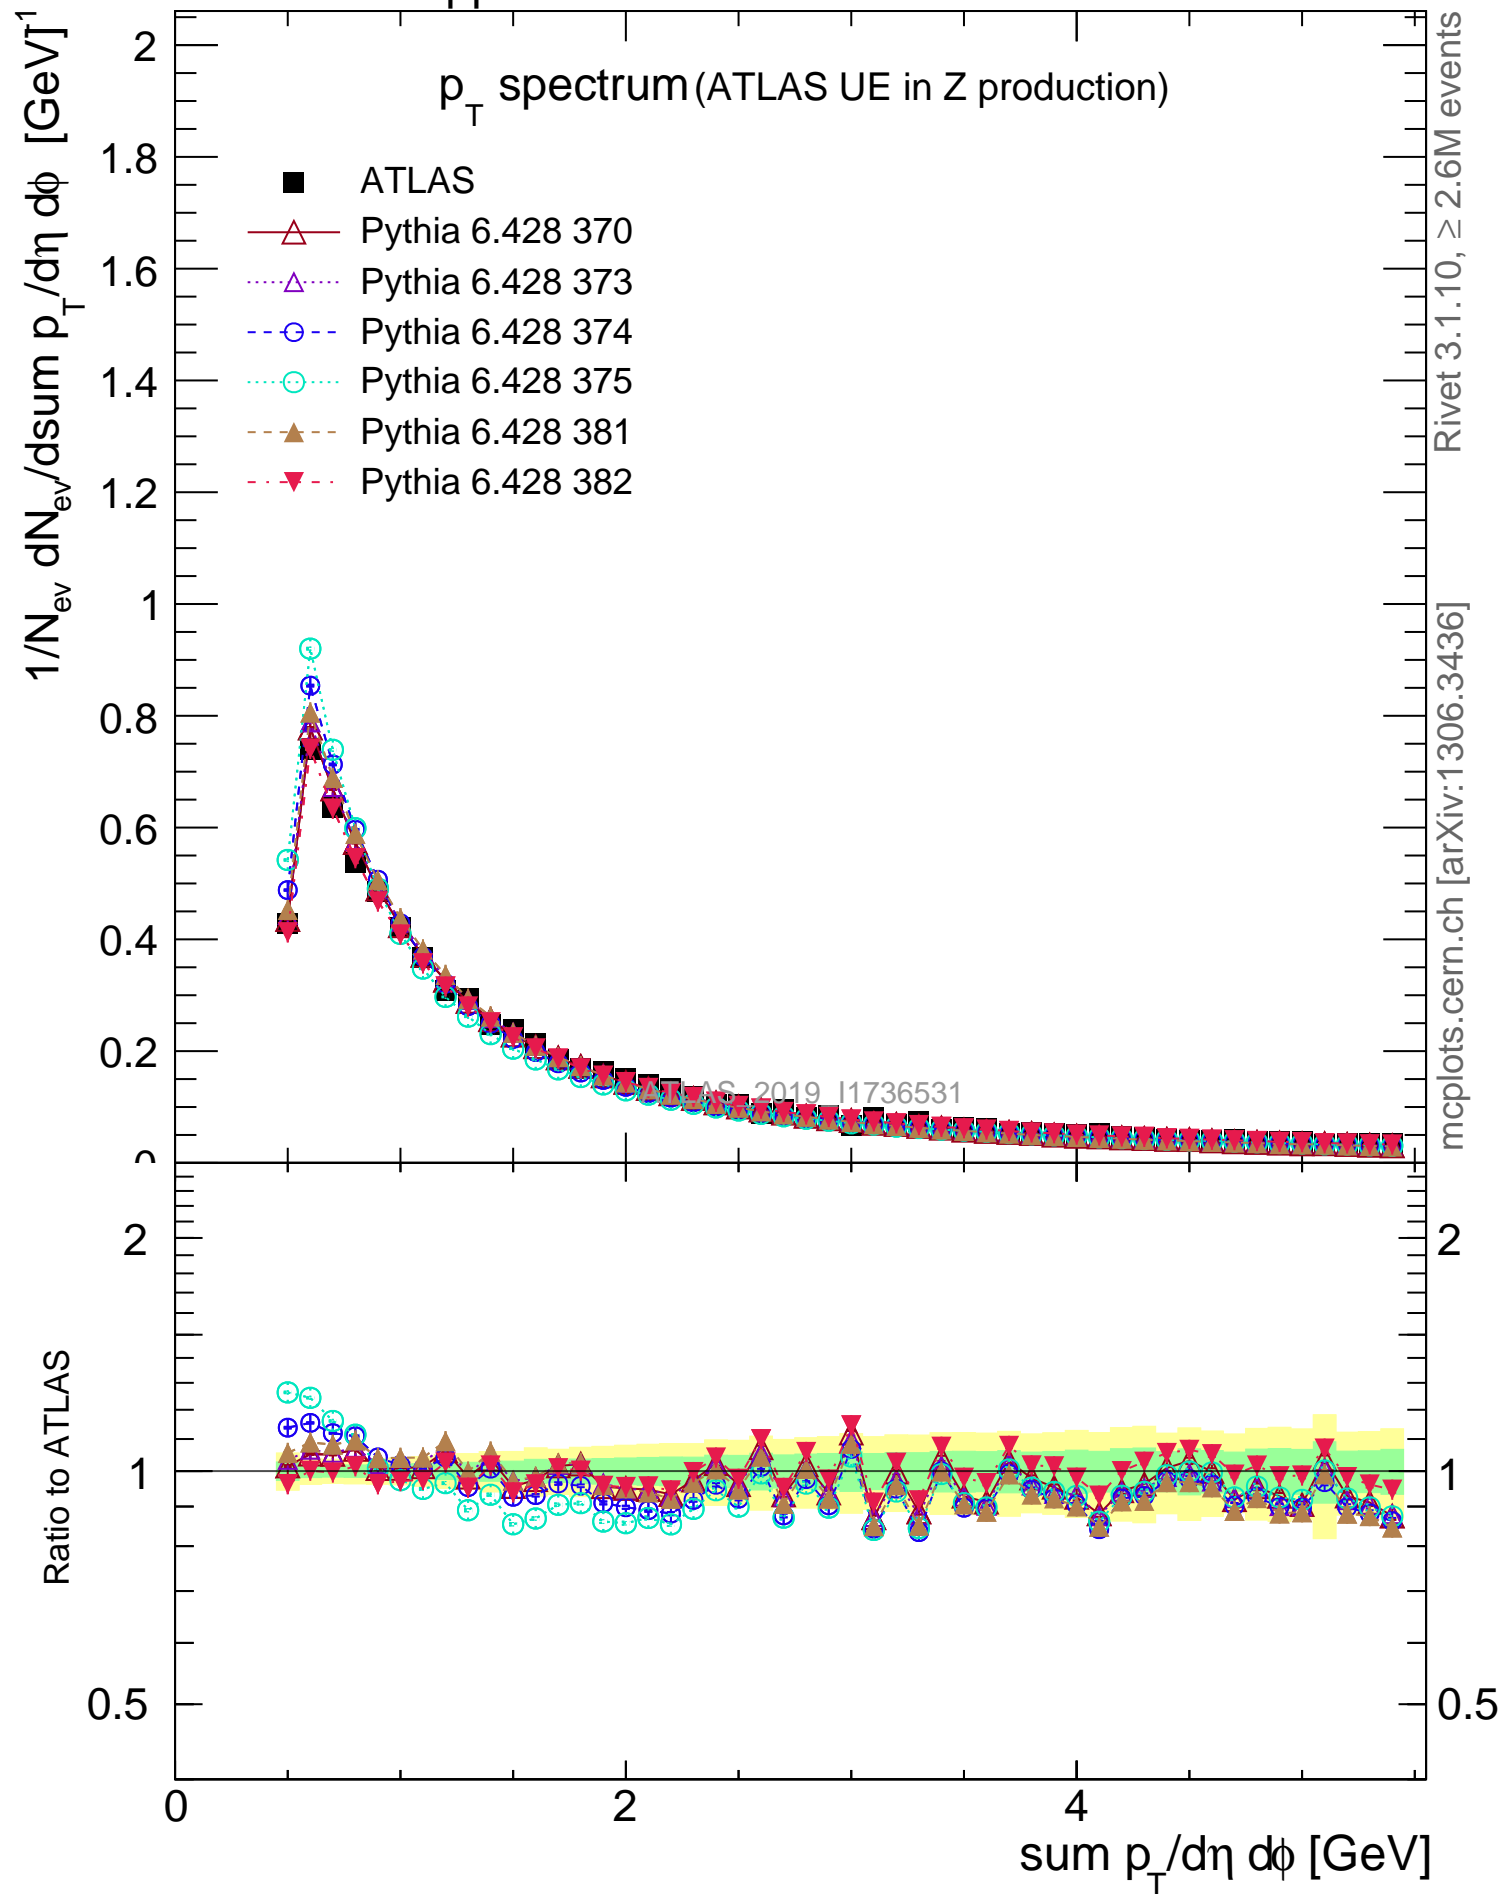 pp
p_T spectrum (ATLAS UE in Z production)
1/N_ev dN_ev/dsum p_T/dη dϕ [GeV]^-1
2
1.8
1.6
1.4
1.2
1
0.8
0.6
0.4
0.2
0
ATLAS
Pythia 6.428 370
Pythia 6.428 373
Pythia 6.428 374
Pythia 6.428 375
Pythia 6.428 381
Pythia 6.428 382
ATLAS_2019_I1736531
Rivet 3.1.10, ≥ 2.6M events
mcplots.cern.ch [arXiv:1306.3436]
Ratio to ATLAS
2
1
0.5
2
1
0.5
0 2 4
sum p_T/dη dϕ [GeV]